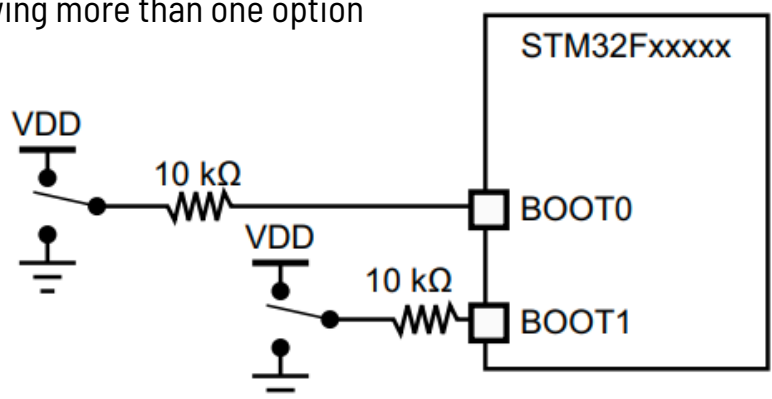 ving more than one option
STM32Fxxxxx
VDD
10 kΩ
BOOT0
VDD
10 kΩ
BOOT1